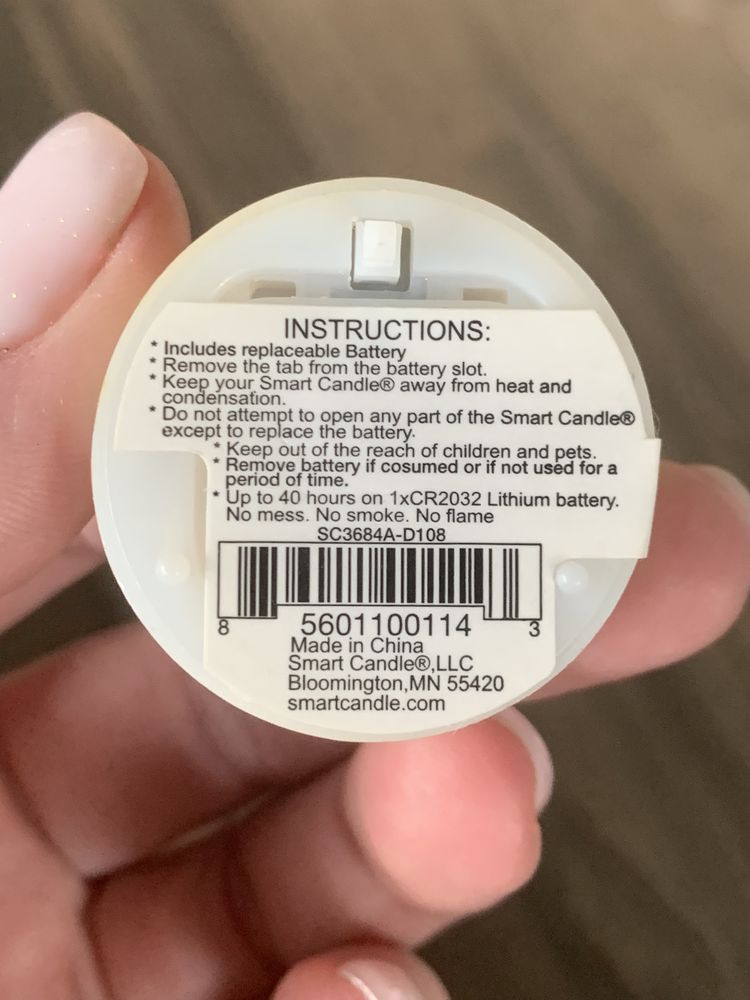 INSTRUCTIONS:
* Includes replaceable Battery
* Remove the tab from the battery slot.
* Keep your Smart Candle® away from heat and
condensation.
* Do not attempt to open any part of the Smart Candle®
except to replace the battery.
* Keep out of the reach of children and pets.
* Remove battery if cosumed or if not used for a
period of time.
* Up to 40 hours on 1xCR2032 Lithium battery.
No mess. No smoke. No flame
SC3684A-D108
8 5601100114 3
Made in China
Smart Candle®,LLC
Bloomington,MN 55420
smartcandle.com